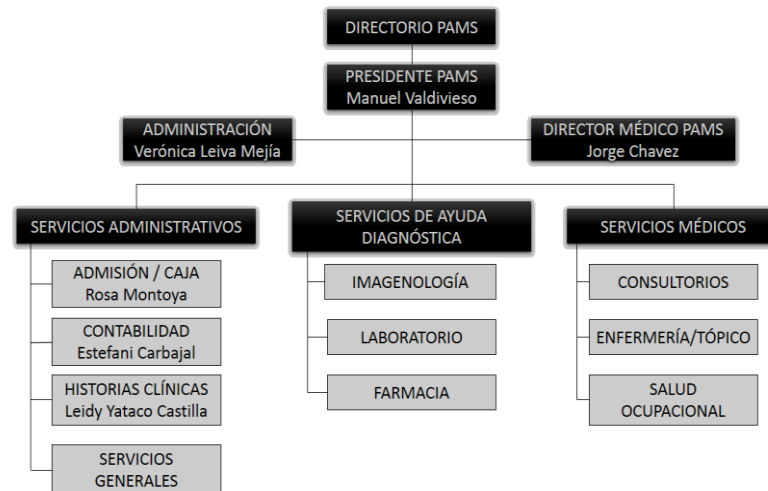 DIRECTORIO PAMS
PRESIDENTE PAMS
Manuel Valdivieso
ADMINISTRACIÓN
Verónica Leiva Mejía
DIRECTOR MÉDICO PAMS
Jorge Chavez
SERVICIOS ADMINISTRATIVOS
ADMISIÓN / CAJA
Rosa Montoya
CONTABILIDAD
Estefani Carbajal
HISTORIAS CLÍNICAS
Leidy Yataco Castilla
SERVICIOS
GENERALES
SERVICIOS DE AYUDA
DIAGNÓSTICA
IMAGENOLOGÍA
LABORATORIO
FARMACIA
SERVICIOS MÉDICOS
CONSULTORIOS
ENFERMERÍA/TÓPICO
SALUD
OCUPACIONAL